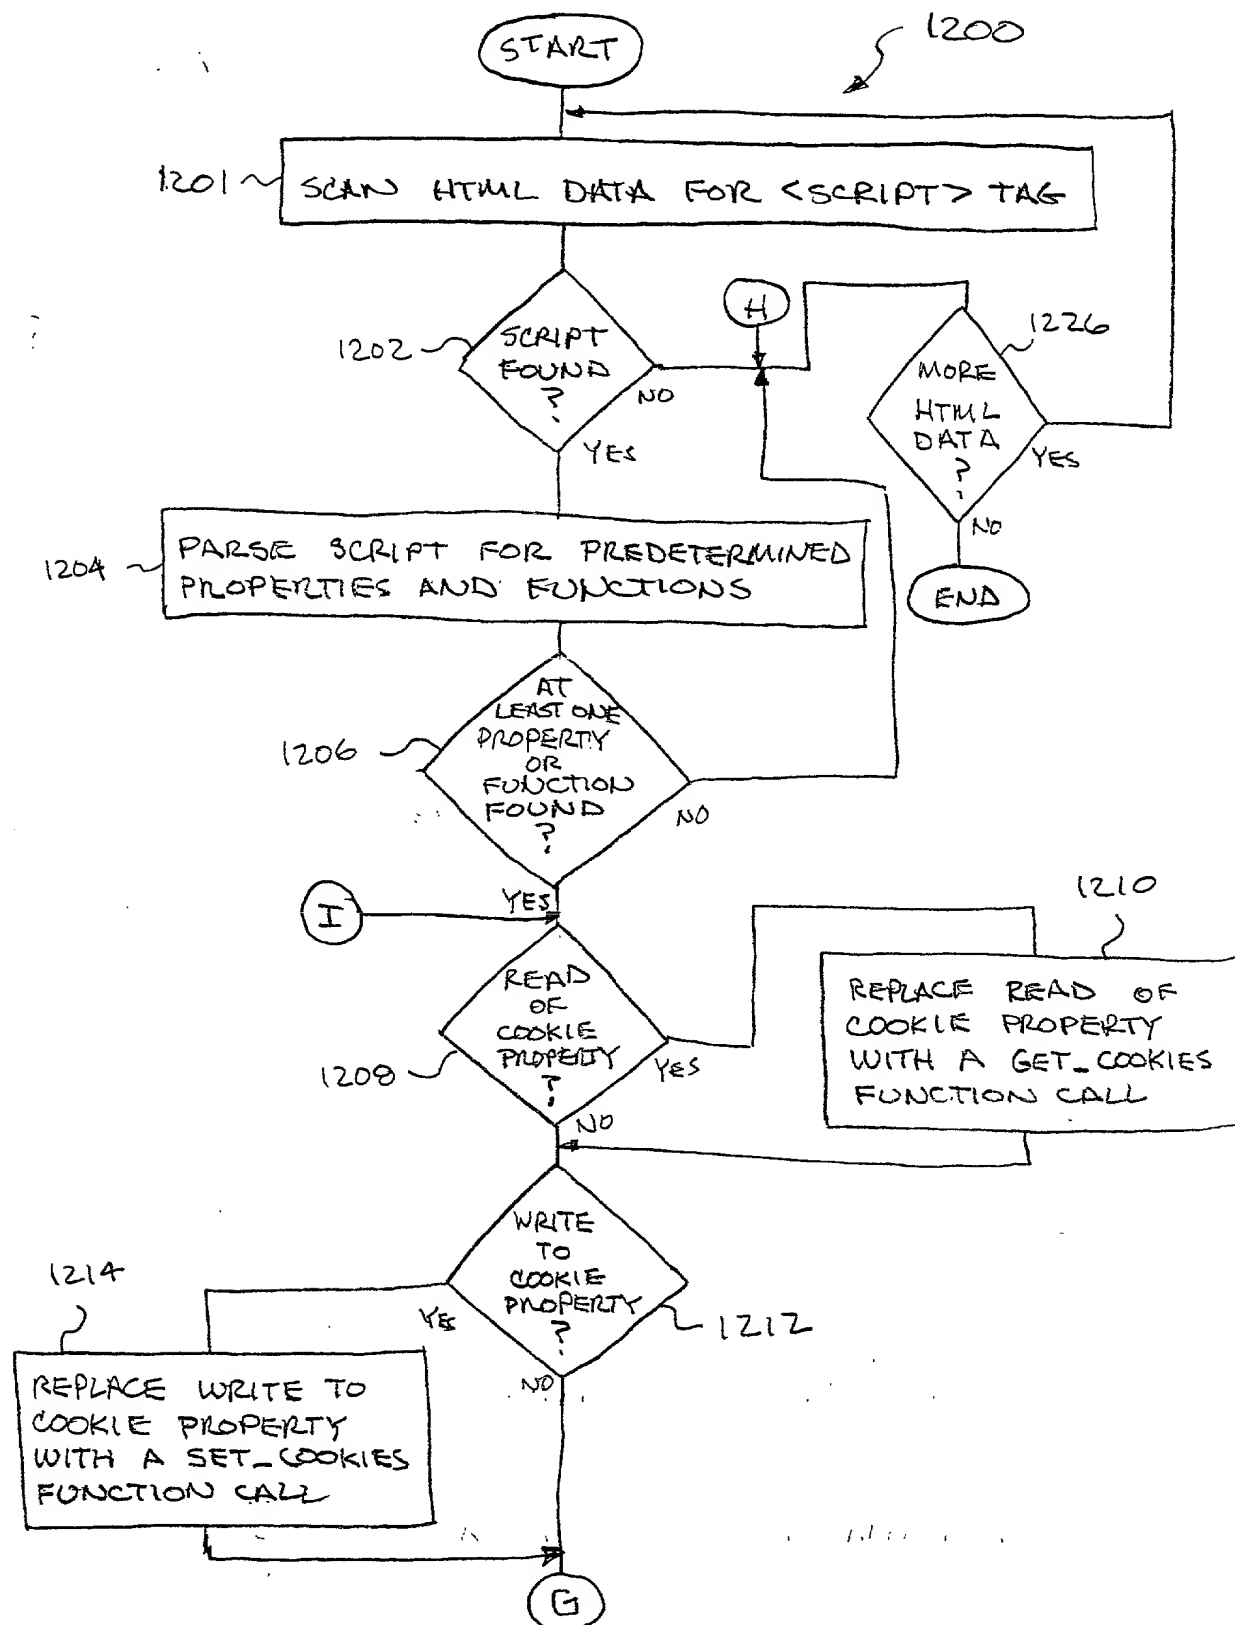 START
1200
1201
SCAN HTML DATA FOR <SCRIPT> TAG
1202
SCRIPT
FOUND
?
NO
YES
H
1226
MORE
HTML
DATA
?
YES
NO
END
1204
PARSE SCRIPT FOR PREDETERMINED
PROPERTIES AND FUNCTIONS
1206
AT
LEAST ONE
PROPERTY
OR
FUNCTION
FOUND
?
NO
YES
I
1208
READ
OF
COOKIE
PROPERTY
?
YES
NO
1210
REPLACE READ OF
COOKIE PROPERTY
WITH A GET_COOKIES
FUNCTION CALL
1212
WRITE
TO
COOKIE
PROPERTY
?
YES
NO
1214
REPLACE WRITE TO
COOKIE PROPERTY
WITH A SET_COOKIES
FUNCTION CALL
G